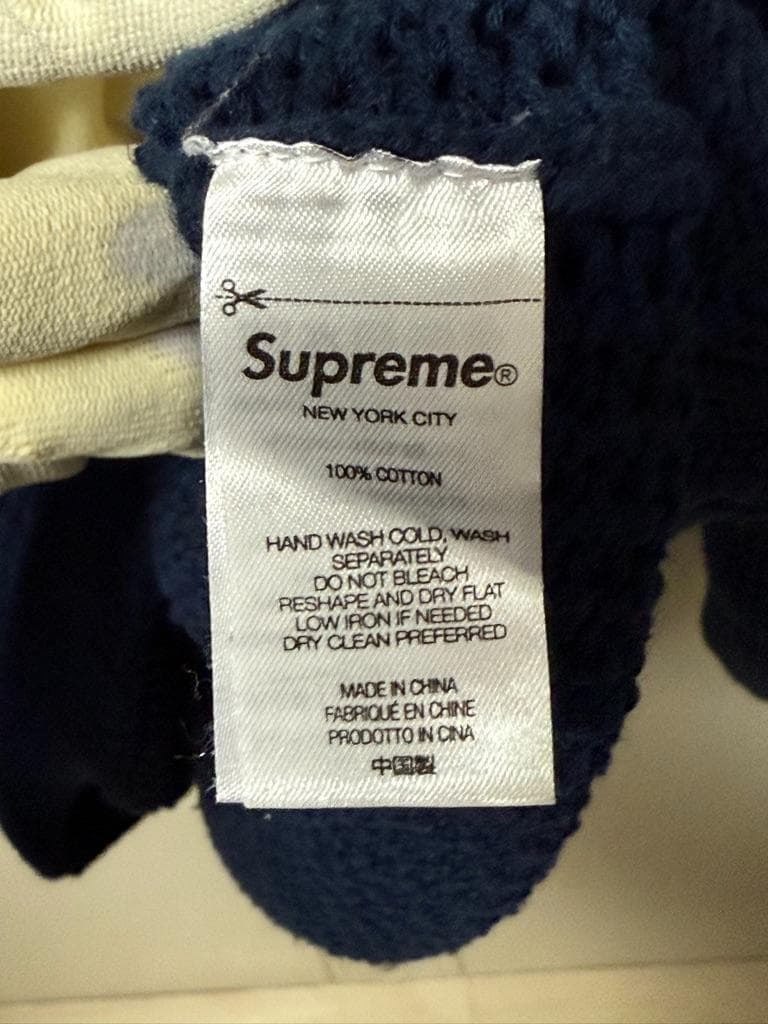 Supreme®
NEW YORK CITY
100% COTTON
HAND WASH COLD, WASH
SEPARATELY
DO NOT BLEACH
RESHAPE AND DRY FLAT
LOW IRON IF NEEDED
DRY CLEAN PREFERRED
MADE IN CHINA
FABRIQUÉ EN CHINE
PRODOTTO IN CINA
中国製